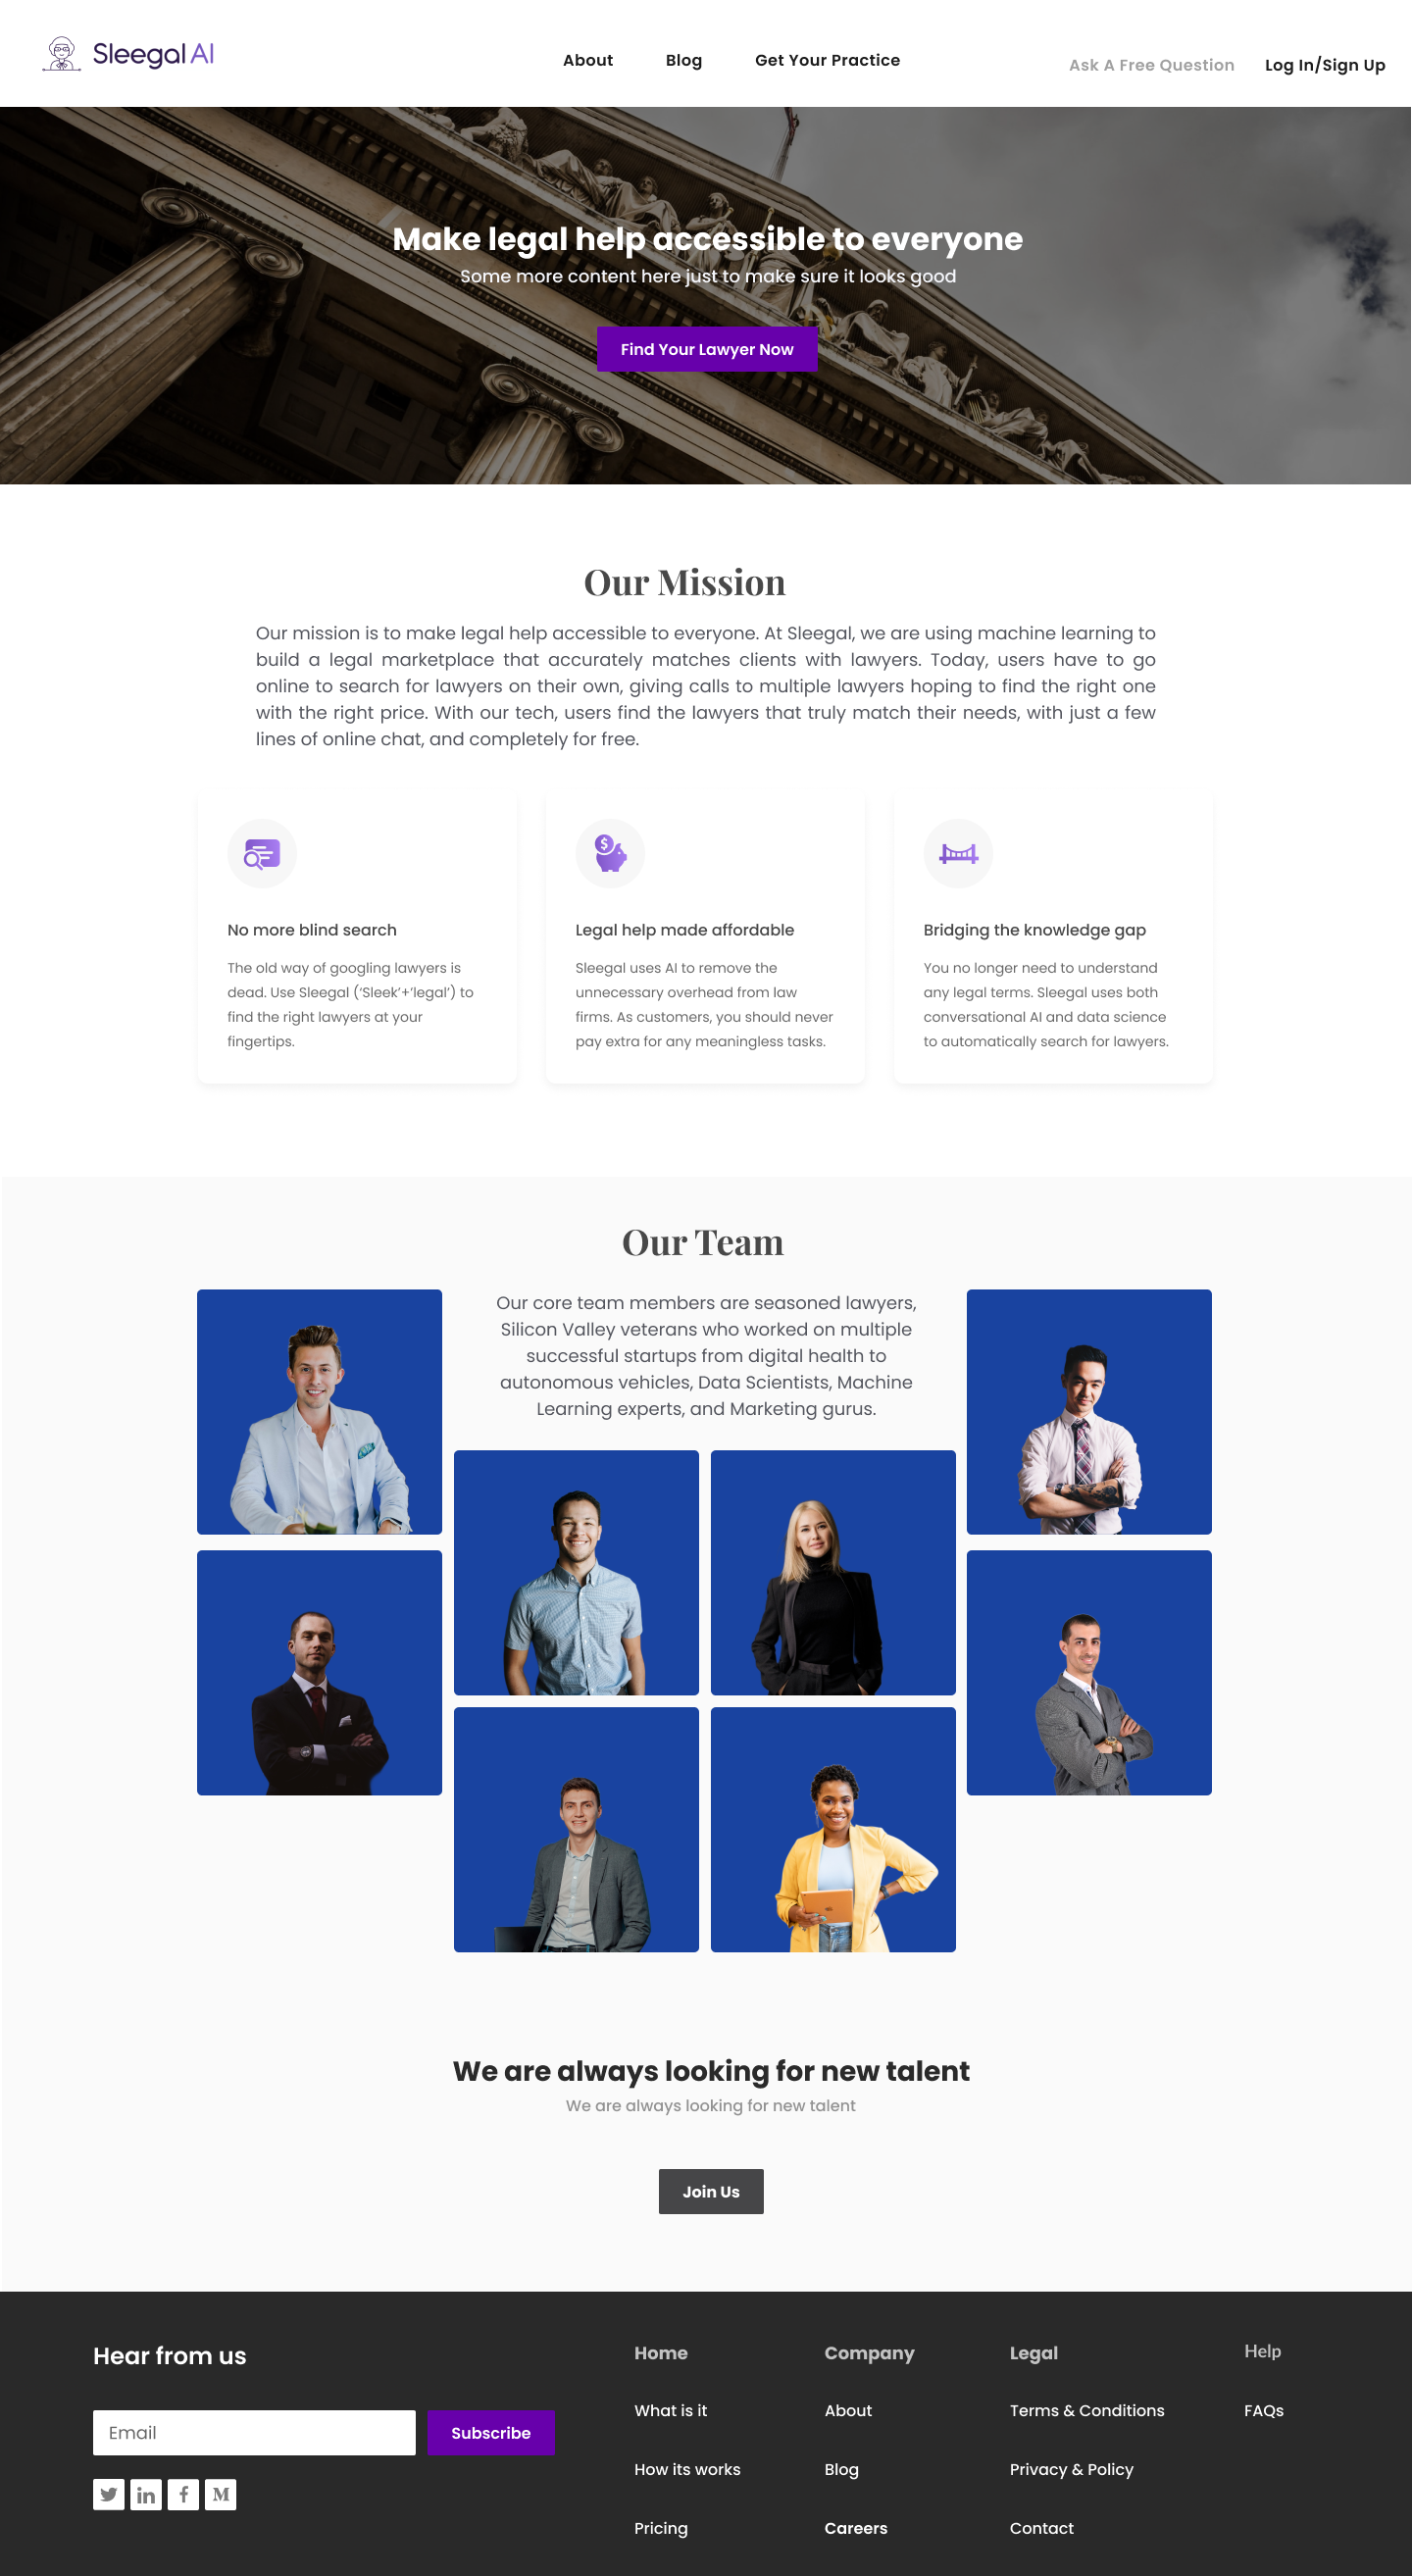 Sleegal AI
About
Blog
Get Your Practice
Ask A Free Question
Log In/Sign Up
Make legal help accessible to everyone
Some more content here just to make sure it looks good
Find Your Lawyer Now
Our Mission
Our mission is to make legal help accessible to everyone. At Sleegal, we are using machine learning to
build a legal marketplace that accurately matches clients with lawyers. Today, users have to go
online to search for lawyers on their own, giving calls to multiple lawyers hoping to find the right one
with the right price. With our tech, users find the lawyers that truly match their needs, with just a few
lines of online chat, and completely for free.
No more blind search
The old way of googling lawyers is
dead. Use Sleegal (‘Sleek’+‘legal’) to
find the right lawyers at your
fingertips.
$
Legal help made affordable
Sleegal uses AI to remove the
unnecessary overhead from law
firms. As customers, you should never
pay extra for any meaningless tasks.
Bridging the knowledge gap
You no longer need to understand
any legal terms. Sleegal uses both
conversational AI and data science
to automatically search for lawyers.
Our Team
Our core team members are seasoned lawyers,
Silicon Valley veterans who worked on multiple
successful startups from digital health to
autonomous vehicles, Data Scientists, Machine
Learning experts, and Marketing gurus.
We are always looking for new talent
We are always looking for new talent
Join Us
Hear from us
Email
Subscribe
in f M
Home
What is it
How its works
Pricing
Company
About
Blog
Careers
Legal
Terms & Conditions
Privacy & Policy
Contact
Help
FAQs